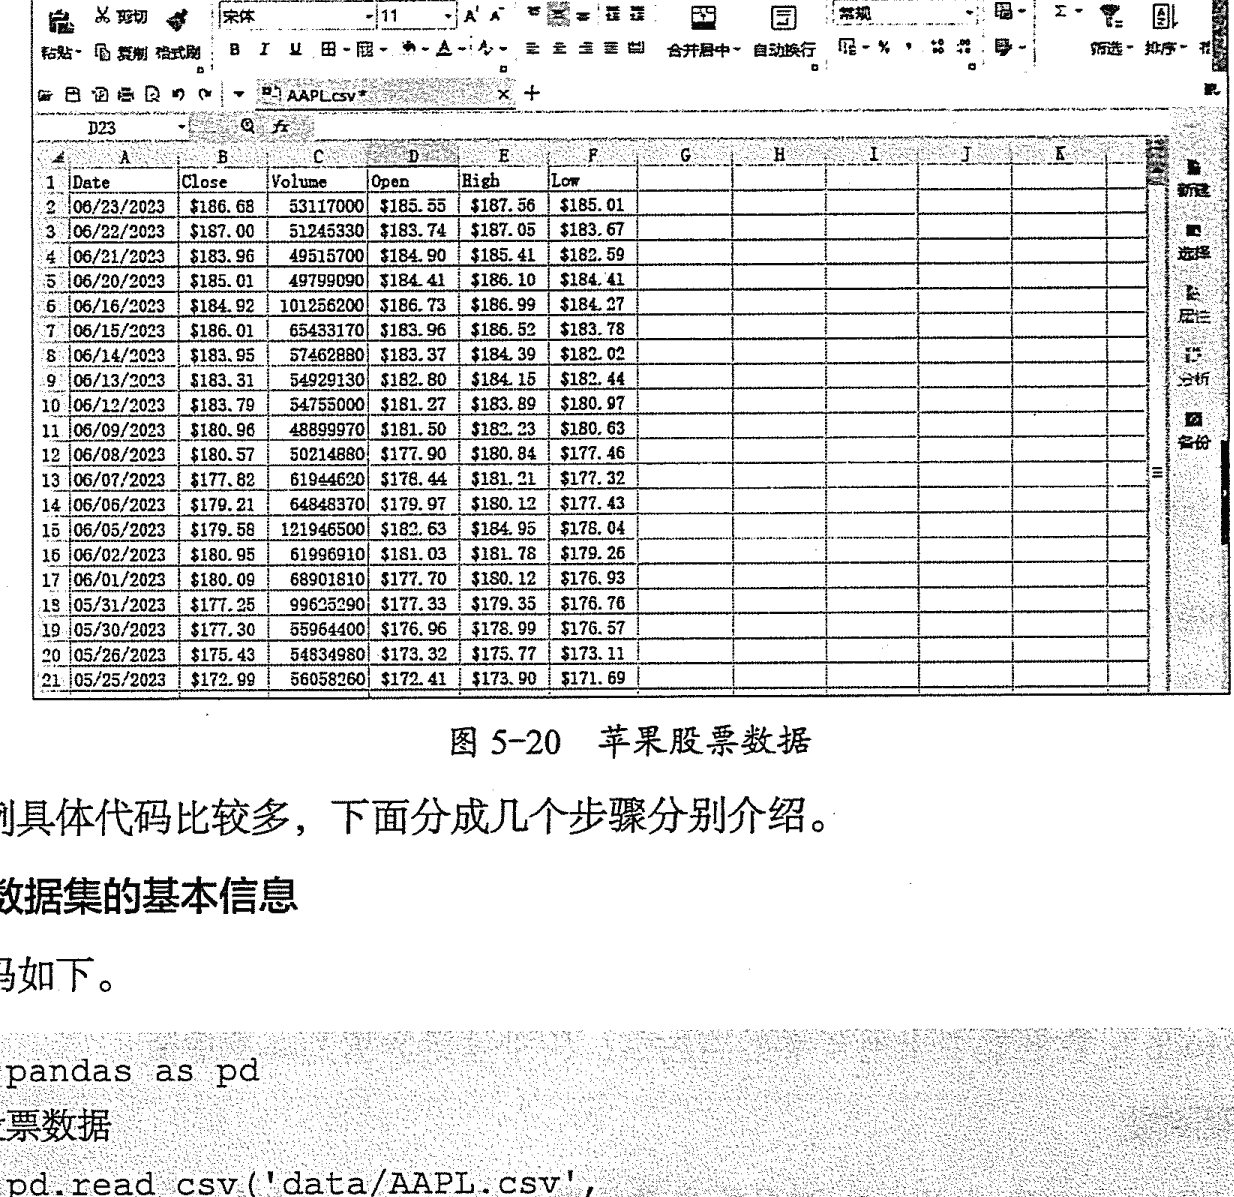 剪切 宋体 11 A A 常规 Σ
粘贴 复制 格式刷 B I U A 合并居中 自动换行 % 筛选 排序
AAPL.csv * × +
D23 fx
A B C D E F G H I J K
1 Date Close Volume Open High Low
2 06/23/2023 $186.68 53117000 $185.55 $187.56 $185.01
3 06/22/2023 $187.00 51245330 $183.74 $187.05 $183.67
4 06/21/2023 $183.96 49515700 $184.90 $185.41 $182.59
5 06/20/2023 $185.01 49799090 $184.41 $186.10 $184.41
6 06/16/2023 $184.92 101256200 $186.73 $186.99 $184.27
7 06/15/2023 $186.01 65433170 $183.96 $186.52 $183.78
8 06/14/2023 $183.95 57462880 $183.37 $184.39 $182.02
9 06/13/2023 $183.31 54929130 $182.80 $184.15 $182.44
10 06/12/2023 $183.79 54755000 $181.27 $183.89 $180.97
11 06/09/2023 $180.96 48899970 $181.50 $182.23 $180.63
12 06/08/2023 $180.57 50214880 $177.90 $180.84 $177.46
13 06/07/2023 $177.82 61944620 $178.44 $181.21 $177.32
14 06/06/2023 $179.21 64848370 $179.97 $180.12 $177.43
15 06/05/2023 $179.58 121946500 $182.63 $184.95 $178.04
16 06/02/2023 $180.95 61996910 $181.03 $181.78 $179.26
17 06/01/2023 $180.09 68901810 $177.70 $180.12 $176.93
18 05/31/2023 $177.25 99625290 $177.33 $179.35 $176.76
19 05/30/2023 $177.30 55964400 $176.96 $178.99 $176.57
20 05/26/2023 $175.43 54834980 $173.32 $175.77 $173.11
21 05/25/2023 $172.99 56058260 $172.41 $173.90 $171.69
新建
选择
属性
分析
备份
图 5-20 苹果股票数据
具体代码比较多，下面分成几个步骤分别介绍。
数据集的基本信息
码如下。
pandas as pd
票数据
pd.read_csv('data/AAPL.csv',